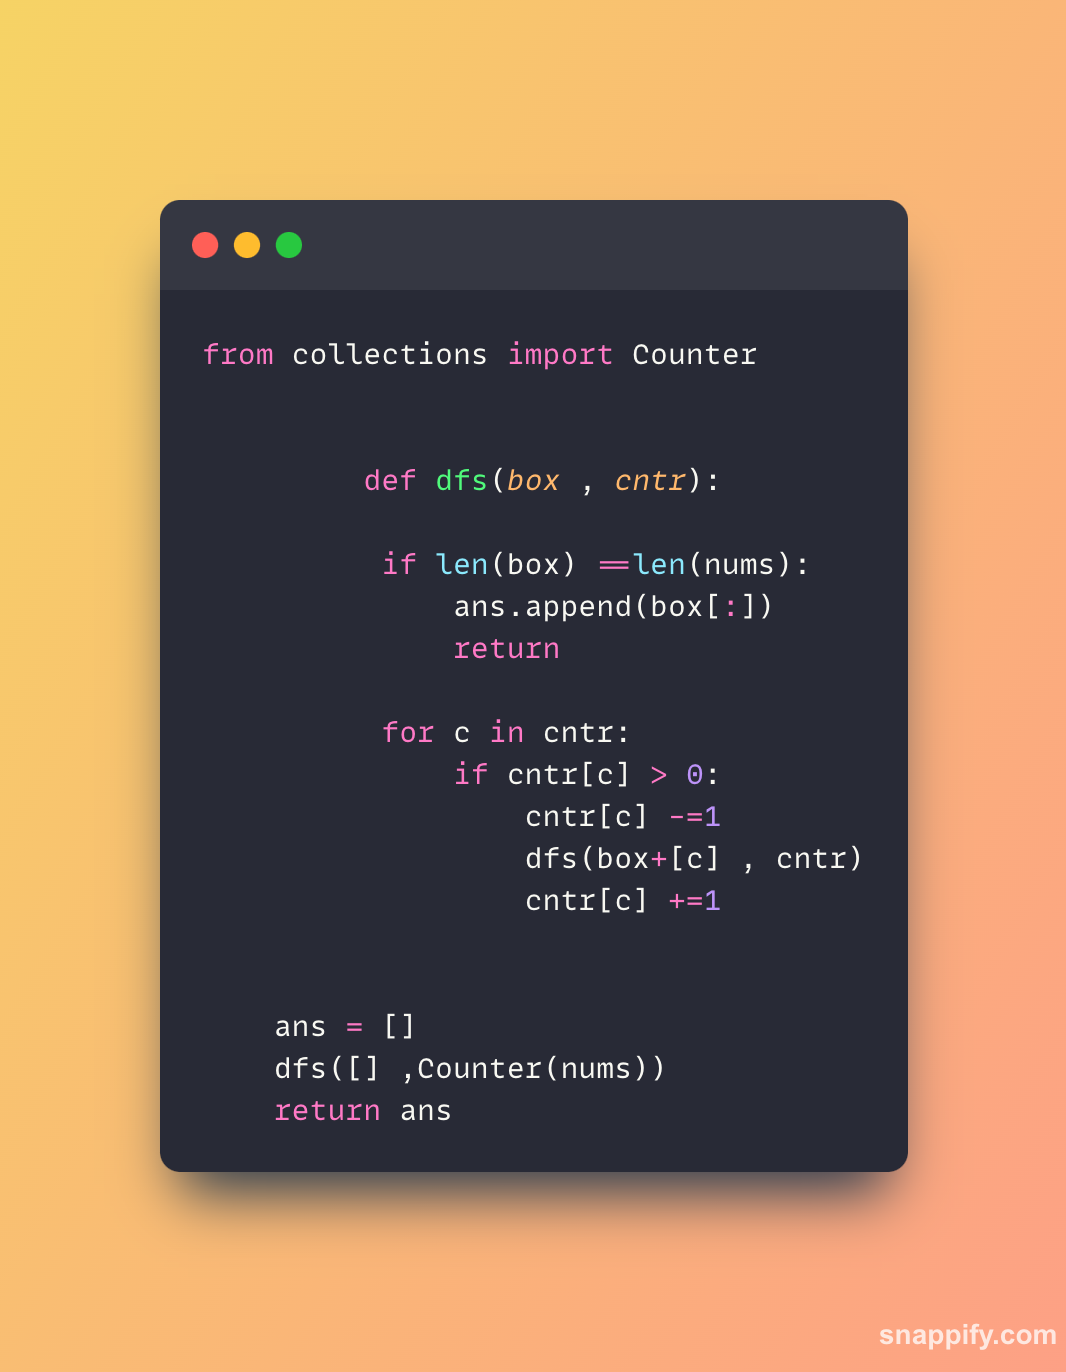 from collections import Counter
def dfs(box , cntr):
if len(box) ==len(nums):
ans.append(box[:])
return
for c in cntr:
if cntr[c] > 0:
cntr[c] -=1
dfs(box+[c] , cntr)
cntr[c] +=1
ans = []
dfs([] ,Counter(nums))
return ans
snappify.com